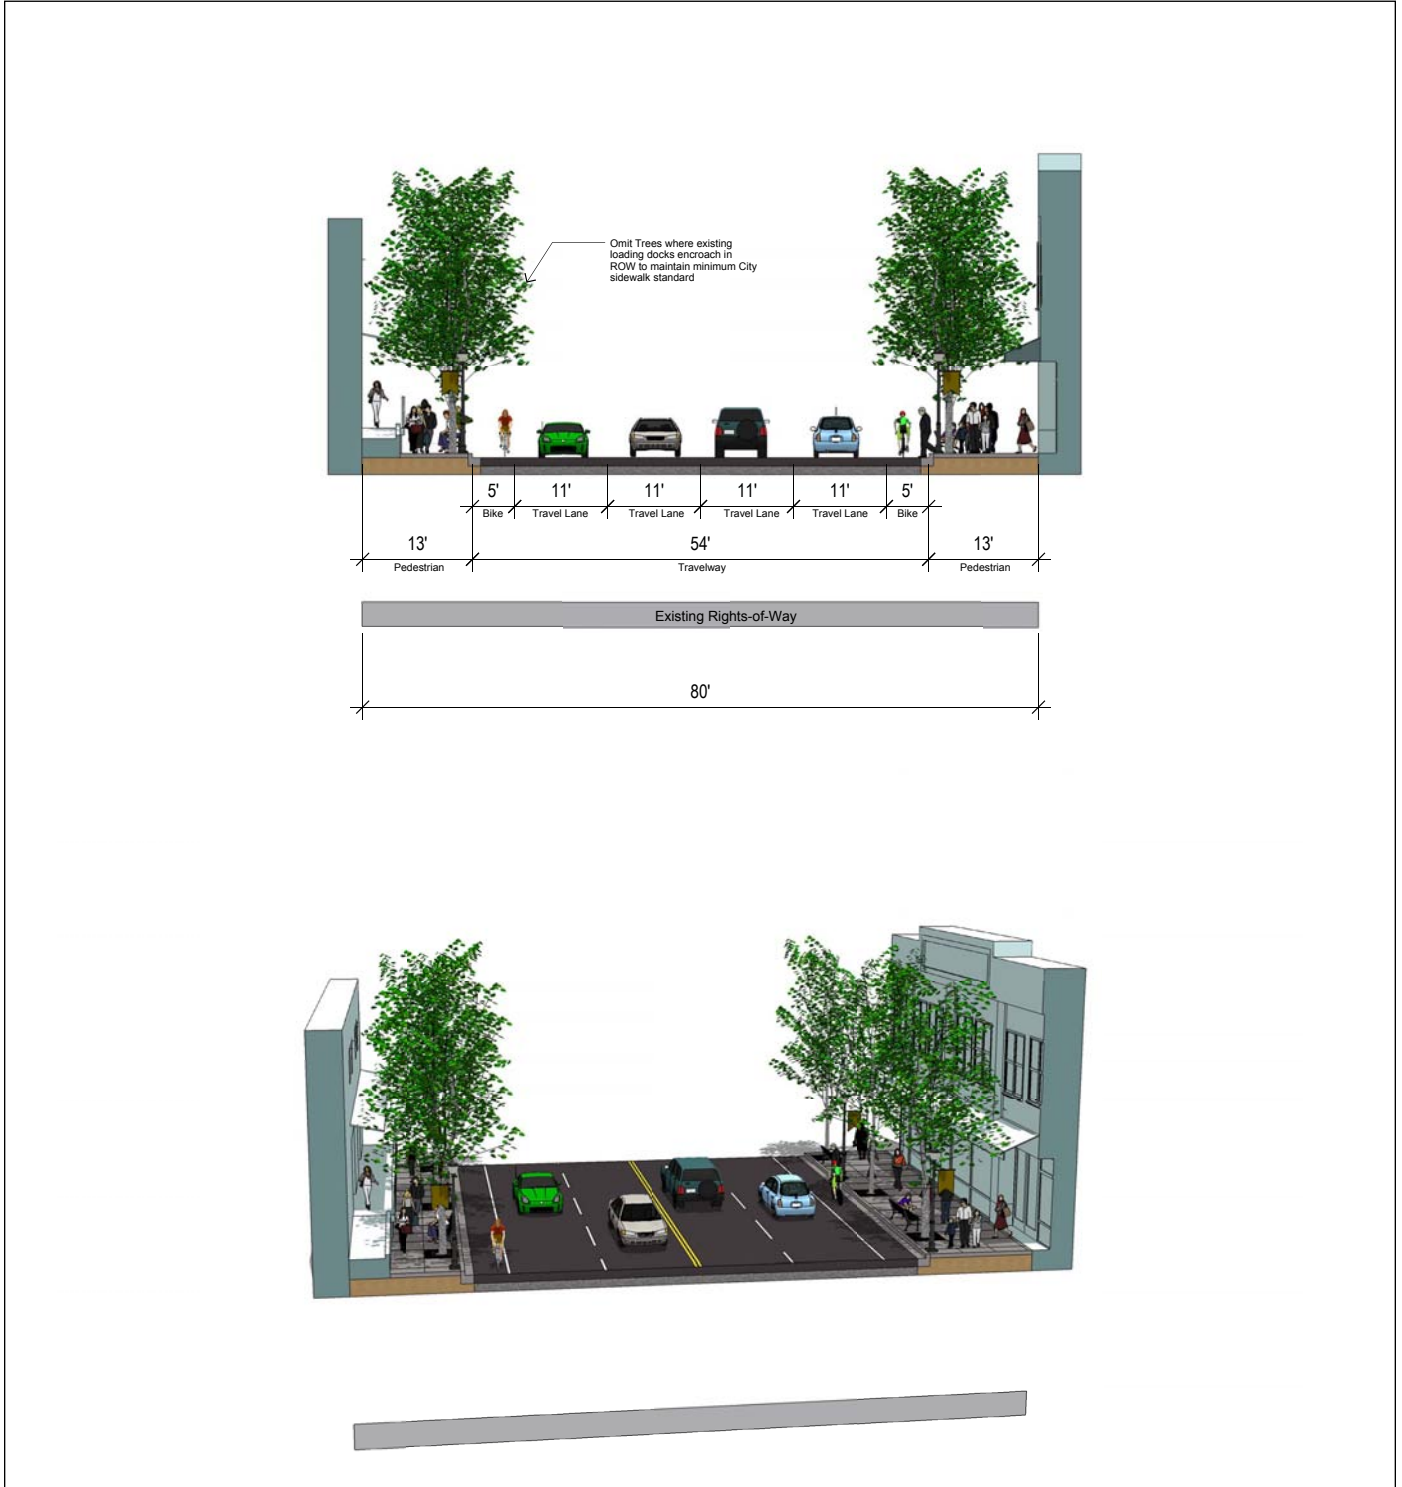 Omit Trees where existing
loading docks encroach in
ROW to maintain minimum City
sidewalk standard
5' 11' 11' 11' 11' 5'
Bike Travel Lane Travel Lane Travel Lane Travel Lane Bike
13' 54' 13'
Pedestrian Travelway Pedestrian
Existing Rights-of-Way
80'